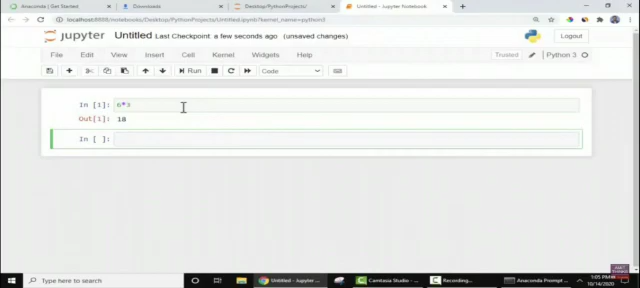 Anaconda | Get Started
Downloads
Desktop/PythonProjects/
Untitled - Jupyter Notebook
localhost:8888/notebooks/Desktop/PythonProjects/Untitled.ipynb?kernel_name=python3
jupyter Untitled Last Checkpoint: a few seconds ago (unsaved changes)
Logout
File Edit View Insert Cell Kernel Widgets Help
Trusted
Python 3
Run
Code
In [1]: 6*3
Out[1]: 18
In [ ]:
Type here to search
Untitled - Jupyter ...
Camtasia Studio - ...
Recording...
Anaconda Prompt ...
1:05 PM
10/14/2020